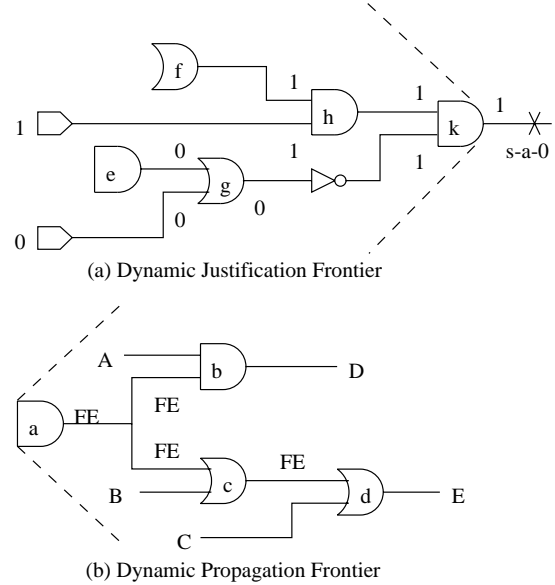 f
1
1
1
h
k
1
1
s-a-0
e
0
1
1
g
0
0
0
(a) Dynamic Justification Frontier
A
b
D
FE
a
FE
FE
FE
B
c
d
E
C
(b) Dynamic Propagation Frontier